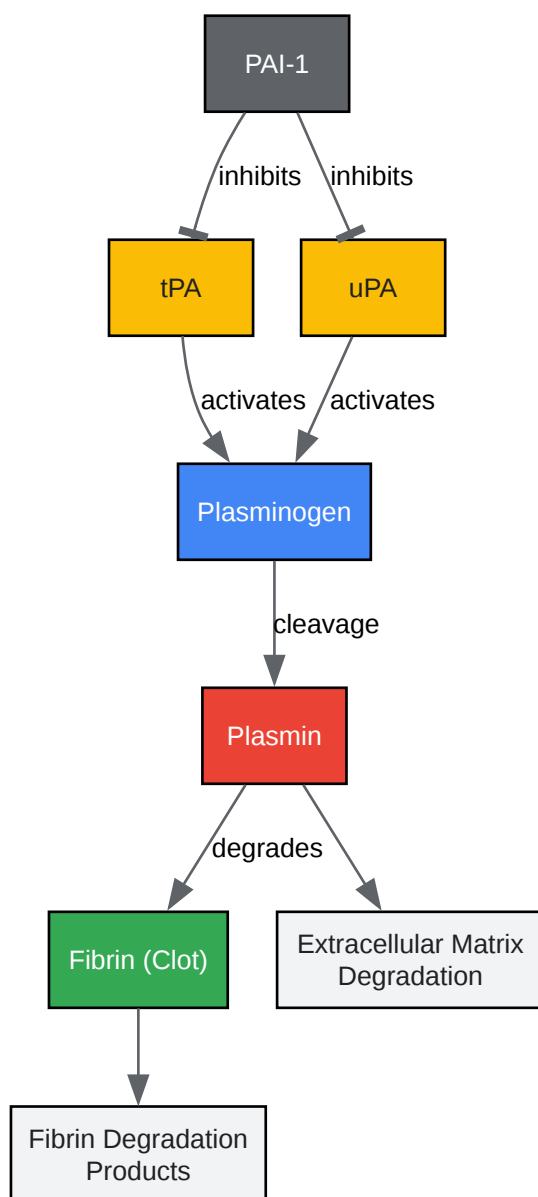 PAI-1
inhibits
inhibits
tPA
uPA
activates
activates
Plasminogen
cleavage
Plasmin
degrades
Fibrin (Clot)
Extracellular Matrix
Degradation
Fibrin Degradation
Products